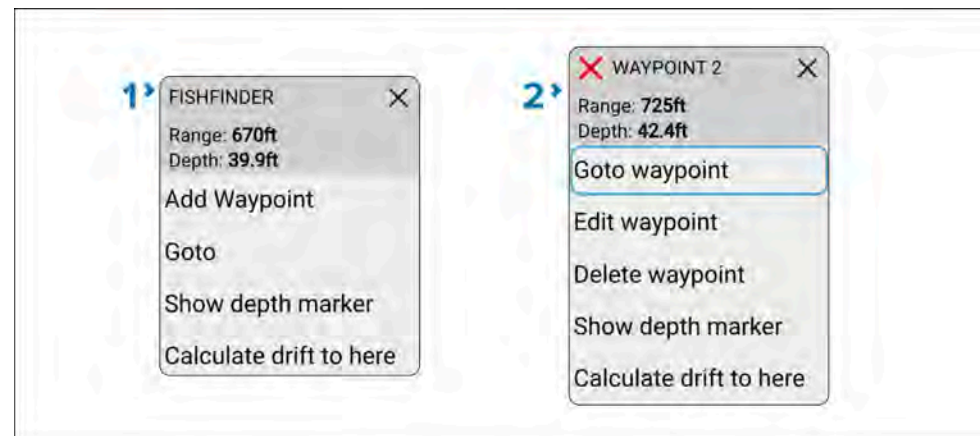 1
FISHFINDER
Range: 670ft
Depth: 39.9ft
Add Waypoint
Goto
Show depth marker
Calculate drift to here
2
WAYPOINT 2
Range: 725ft
Depth: 42.4ft
Goto waypoint
Edit waypoint
Delete waypoint
Show depth marker
Calculate drift to here